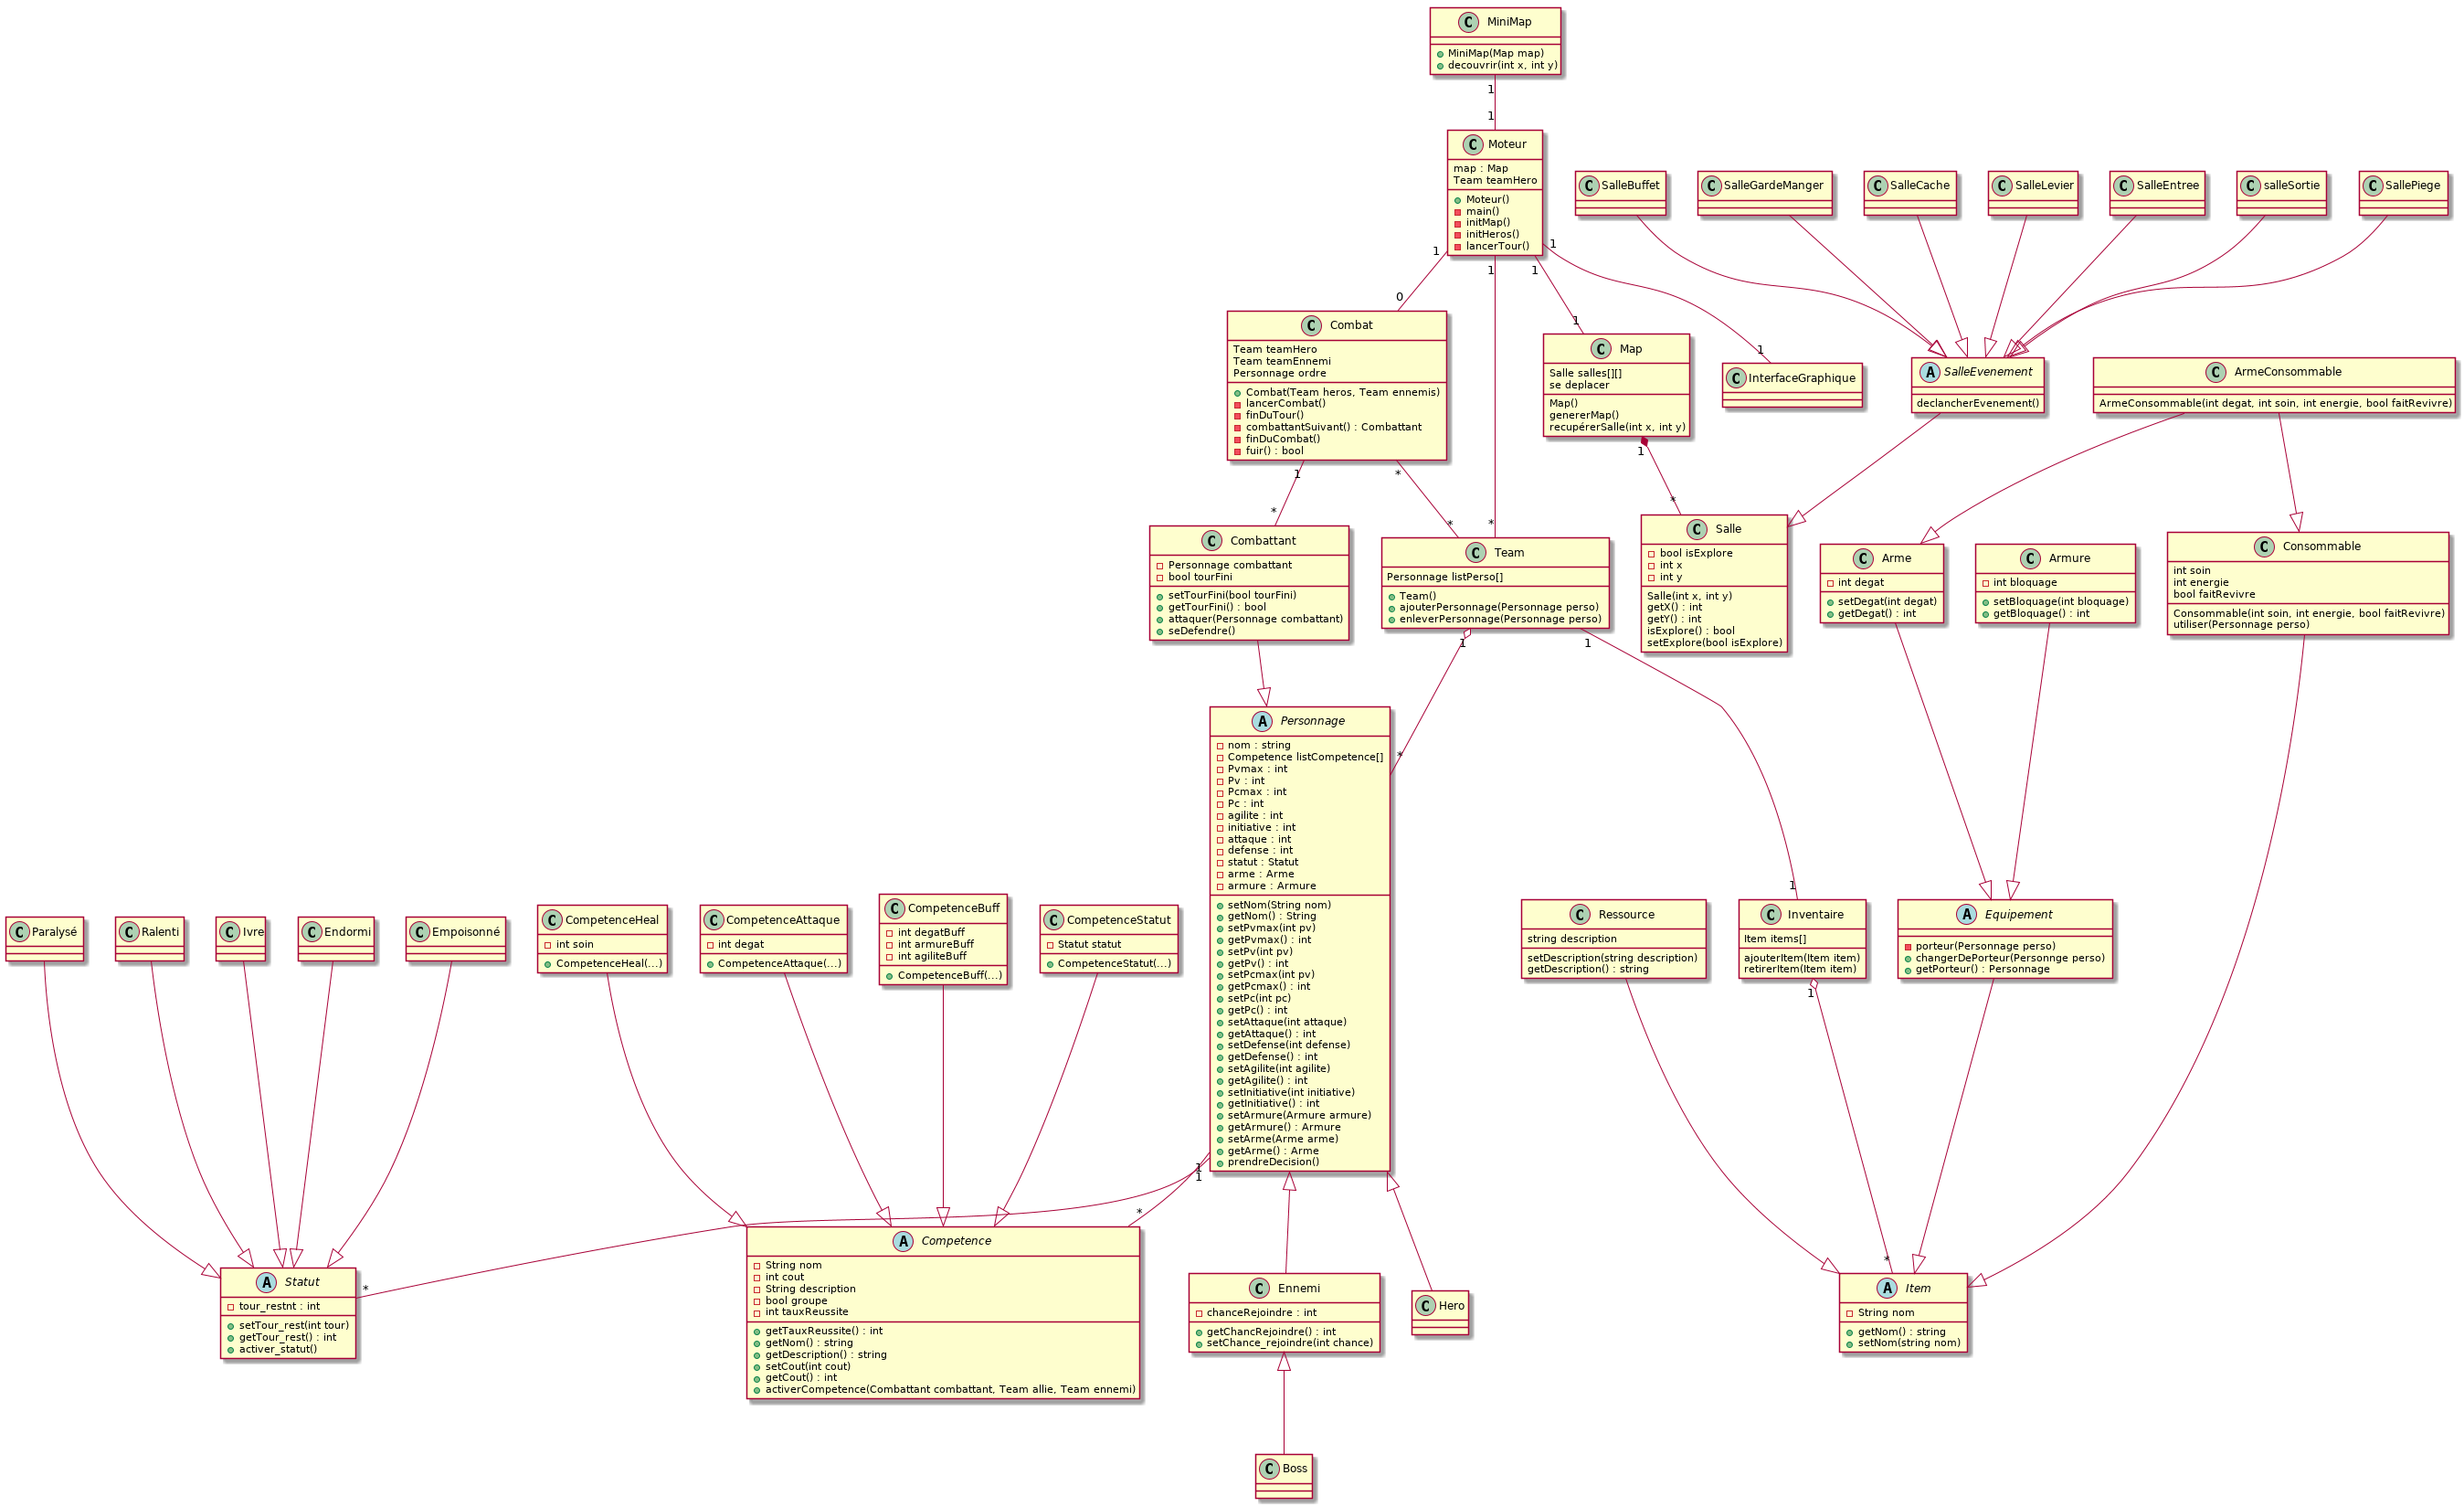 C MiniMap
MiniMap(Map map)
decouvrir(int x, int y)
1
1
C Moteur
map : Map
Team teamHero
Moteur()
main()
initMap()
initHeros()
lancerTour()
C SalleBuffet
C SalleGardeManger
C SalleCache
C SalleLevier
C SalleEntree
C salleSortie
C SallePiege
1
1
1
1
0
*
1
1
C Combat
Team teamHero
Team teamEnnemi
Personnage ordre
Combat(Team heros, Team ennemis)
lancerCombat()
finDuTour()
combattantSuivant() : Combattant
finDuCombat()
fuir() : bool
C Map
Salle salles[][]
se deplacer
Map()
genererMap()
recupérerSalle(int x, int y)
C InterfaceGraphique
A SalleEvenement
declancherEvenement()
C ArmeConsommable
ArmeConsommable(int degat, int soin, int energie, bool faitRevivre)
1
*
*
*
1
*
C Combattant
Personnage combattant
bool tourFini
setTourFini(bool tourFini)
getTourFini() : bool
attaquer(Personnage combattant)
seDefendre()
C Team
Personnage listPerso[]
Team()
ajouterPersonnage(Personnage perso)
enleverPersonnage(Personnage perso)
C Salle
bool isExplore
int x
int y
Salle(int x, int y)
getX() : int
getY() : int
isExplore() : bool
setExplore(bool isExplore)
C Arme
int degat
setDegat(int degat)
getDegat() : int
C Armure
int bloquage
setBloquage(int bloquage)
getBloquage() : int
C Consommable
int soin
int energie
bool faitRevivre
Consommable(int soin, int energie, bool faitRevivre)
utiliser(Personnage perso)
1
*
1
1
A Personnage
nom : string
Competence listCompetence[]
Pvmax : int
Pv : int
Pcmax : int
Pc : int
agilite : int
initiative : int
attaque : int
defense : int
statut : Statut
arme : Arme
armure : Armure
setNom(String nom)
getNom() : String
setPvmax(int pv)
getPvmax() : int
setPv(int pv)
getPv() : int
setPcmax(int pv)
getPcmax() : int
setPc(int pc)
getPc() : int
setAttaque(int attaque)
getAttaque() : int
setDefense(int defense)
getDefense() : int
setAgilite(int agilite)
getAgilite() : int
setInitiative(int initiative)
getInitiative() : int
setArmure(Armure armure)
getArmure() : Armure
setArme(Arme arme)
getArme() : Arme
prendreDecision()
C Paralysé
C Ralenti
C Ivre
C Endormi
C Empoisonné
C CompetenceHeal
int soin
CompetenceHeal(...)
C CompetenceAttaque
int degat
CompetenceAttaque(...)
C CompetenceBuff
int degatBuff
int armureBuff
int agiliteBuff
CompetenceBuff(...)
C CompetenceStatut
Statut statut
CompetenceStatut(...)
C Ressource
string description
setDescription(string description)
getDescription() : string
C Inventaire
Item items[]
ajouterItem(Item item)
retirerItem(Item item)
A Equipement
porteur(Personnage perso)
changerDePorteur(Personnge perso)
getPorteur() : Personnage
1
*
1
1
*
*
A Statut
tour_restnt : int
setTour_rest(int tour)
getTour_rest() : int
activer_statut()
A Competence
String nom
int cout
String description
bool groupe
int tauxReussite
getTauxReussite() : int
getNom() : string
getDescription() : string
setCout(int cout)
getCout() : int
activerCompetence(Combattant combattant, Team allie, Team ennemi)
C Ennemi
chanceRejoindre : int
getChancRejoindre() : int
setChance_rejoindre(int chance)
C Hero
A Item
String nom
getNom() : string
setNom(string nom)
C Boss